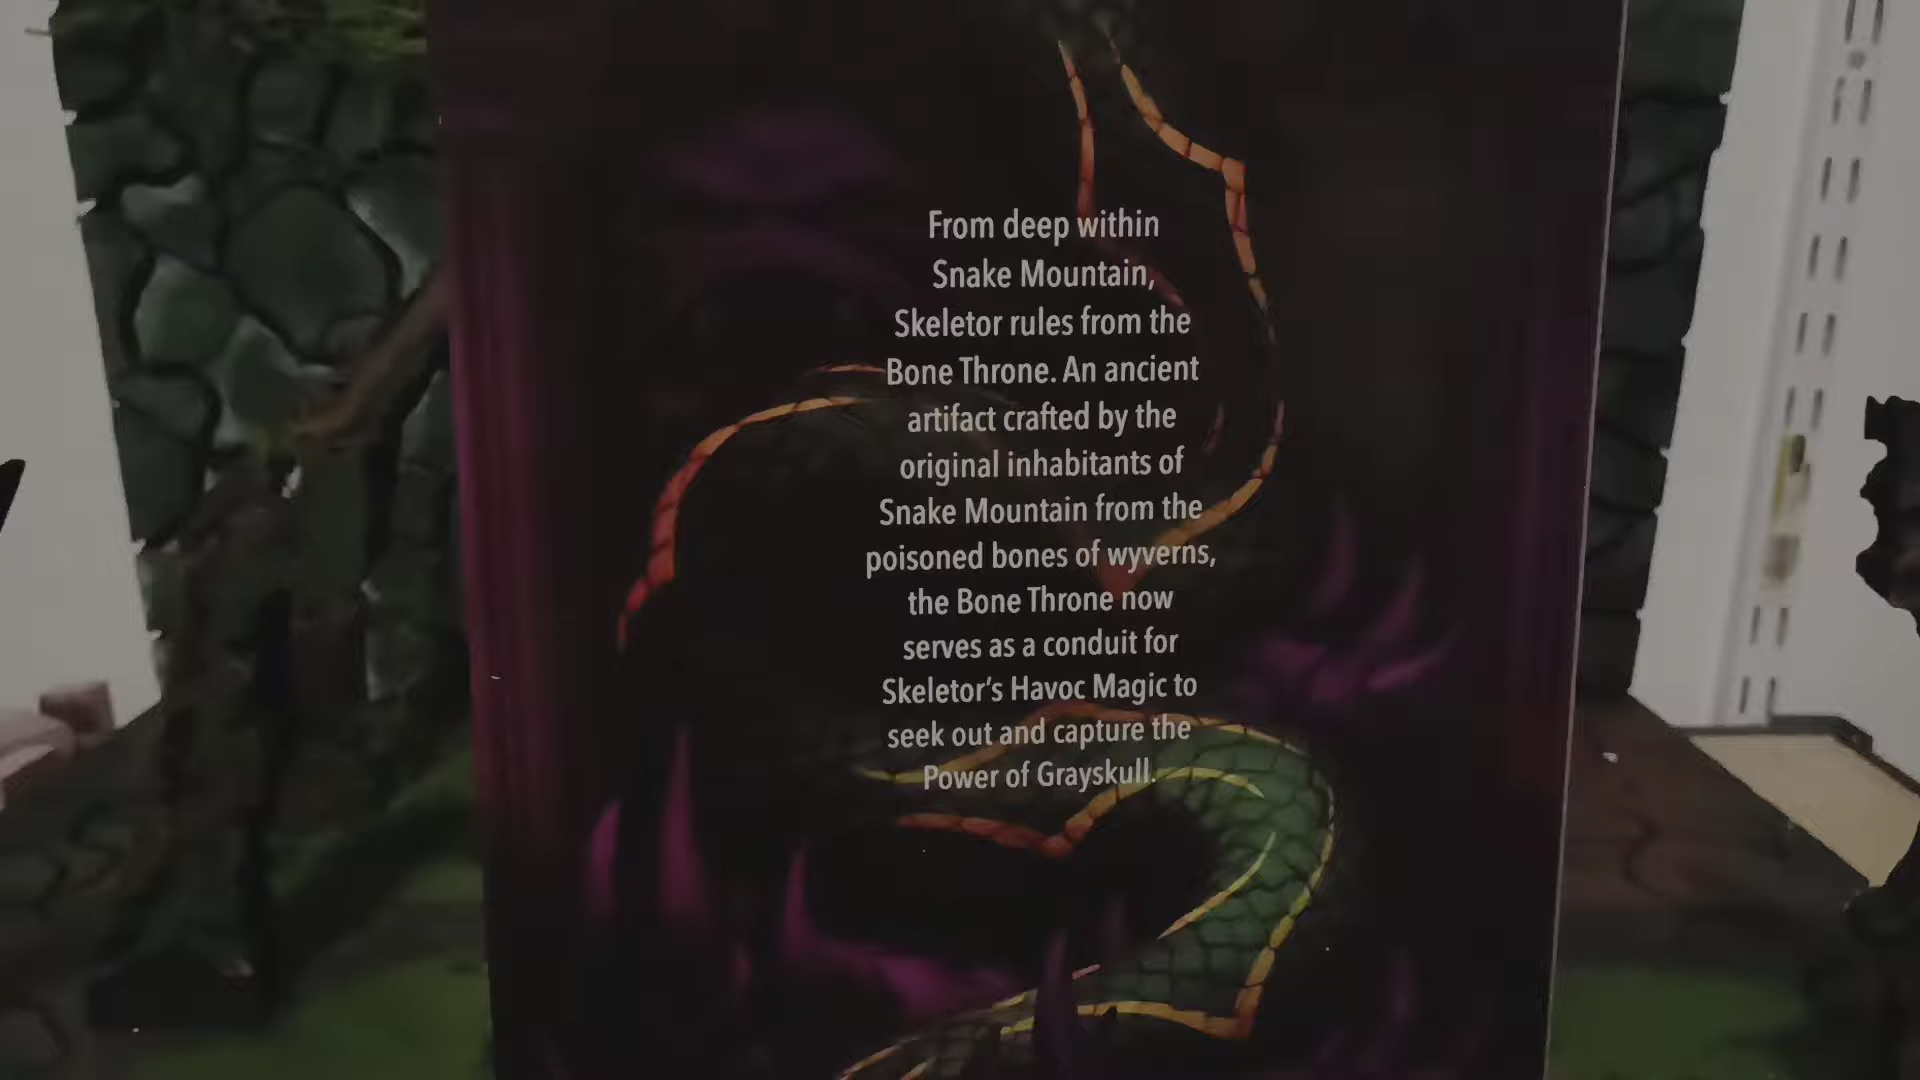 From deep within
Snake Mountain,
Skeletor rules from the
Bone Throne. An ancient
artifact crafted by the
original inhabitants of
Snake Mountain from the
poisoned bones of wyverns,
the Bone Throne now
serves as a conduit for
Skeletor's Havoc Magic to
seek out and capture the
Power of Grayskull.